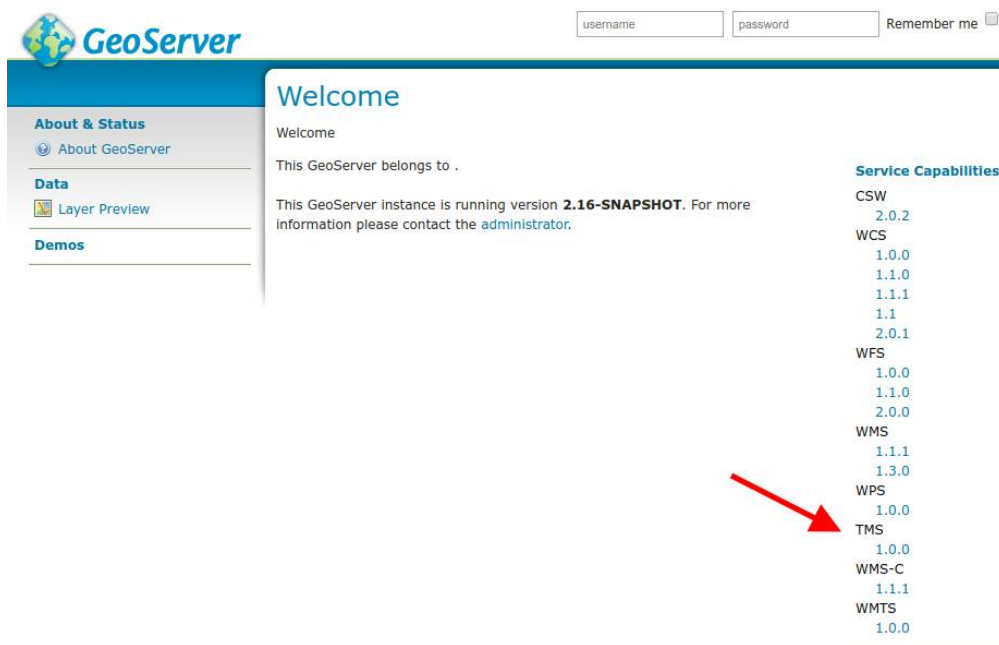 GeoServer
username
password
Remember me
Welcome
About & Status
About GeoServer
Data
Layer Preview
Demos
Welcome
This GeoServer belongs to .
This GeoServer instance is running version 2.16-SNAPSHOT. For more
information please contact the administrator.
Service Capabilities
CSW
2.0.2
WCS
1.0.0
1.1.0
1.1.1
1.1
2.0.1
WFS
1.0.0
1.1.0
2.0.0
WMS
1.1.1
1.3.0
WPS
1.0.0
TMS
1.0.0
WMS-C
1.1.1
WMTS
1.0.0